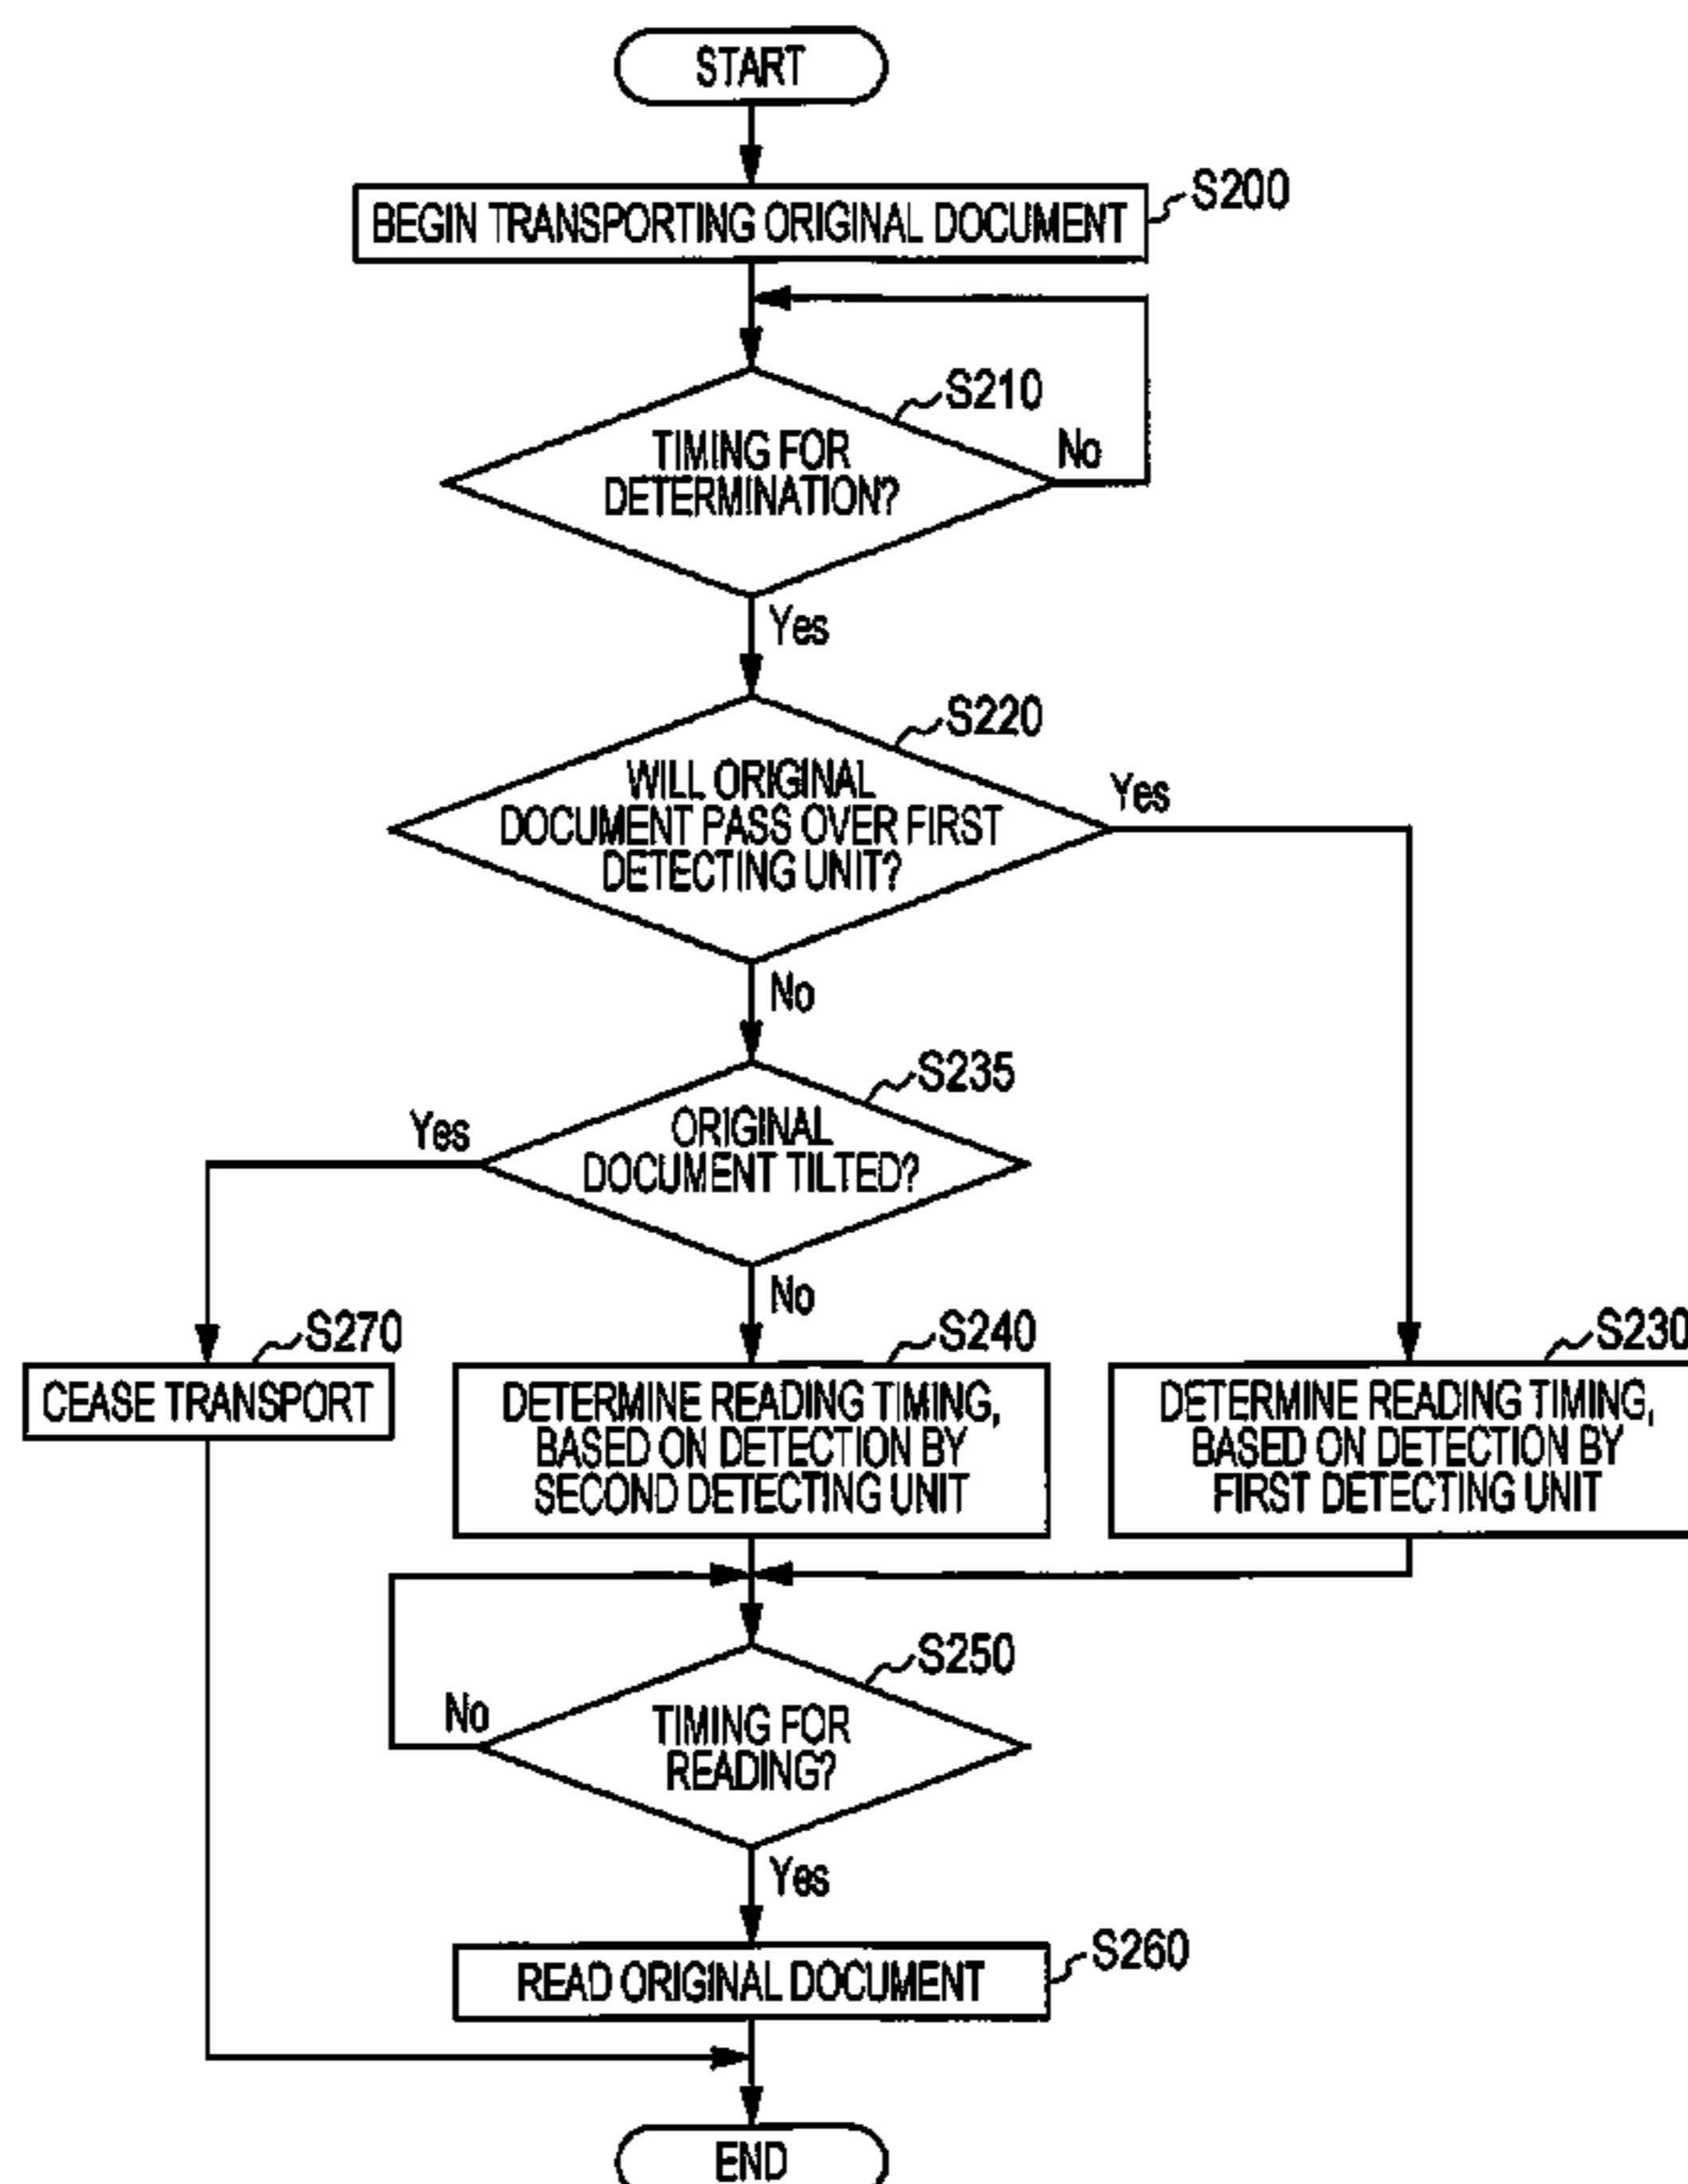 START
BEGIN TRANSPORTING ORIGINAL DOCUMENT
S200
S210
TIMING FOR
DETERMINATION?
No
Yes
S220
WILL ORIGINAL
DOCUMENT PASS OVER FIRST
DETECTING UNIT?
Yes
No
S235
ORIGINAL
DOCUMENT TILTED?
Yes
No
S270
CEASE TRANSPORT
S240
DETERMINE READING TIMING,
BASED ON DETECTION BY
SECOND DETECTING UNIT
S230
DETERMINE READING TIMING,
BASED ON DETECTION BY
FIRST DETECTING UNIT
S250
TIMING FOR
READING?
No
Yes
S260
READ ORIGINAL DOCUMENT
END